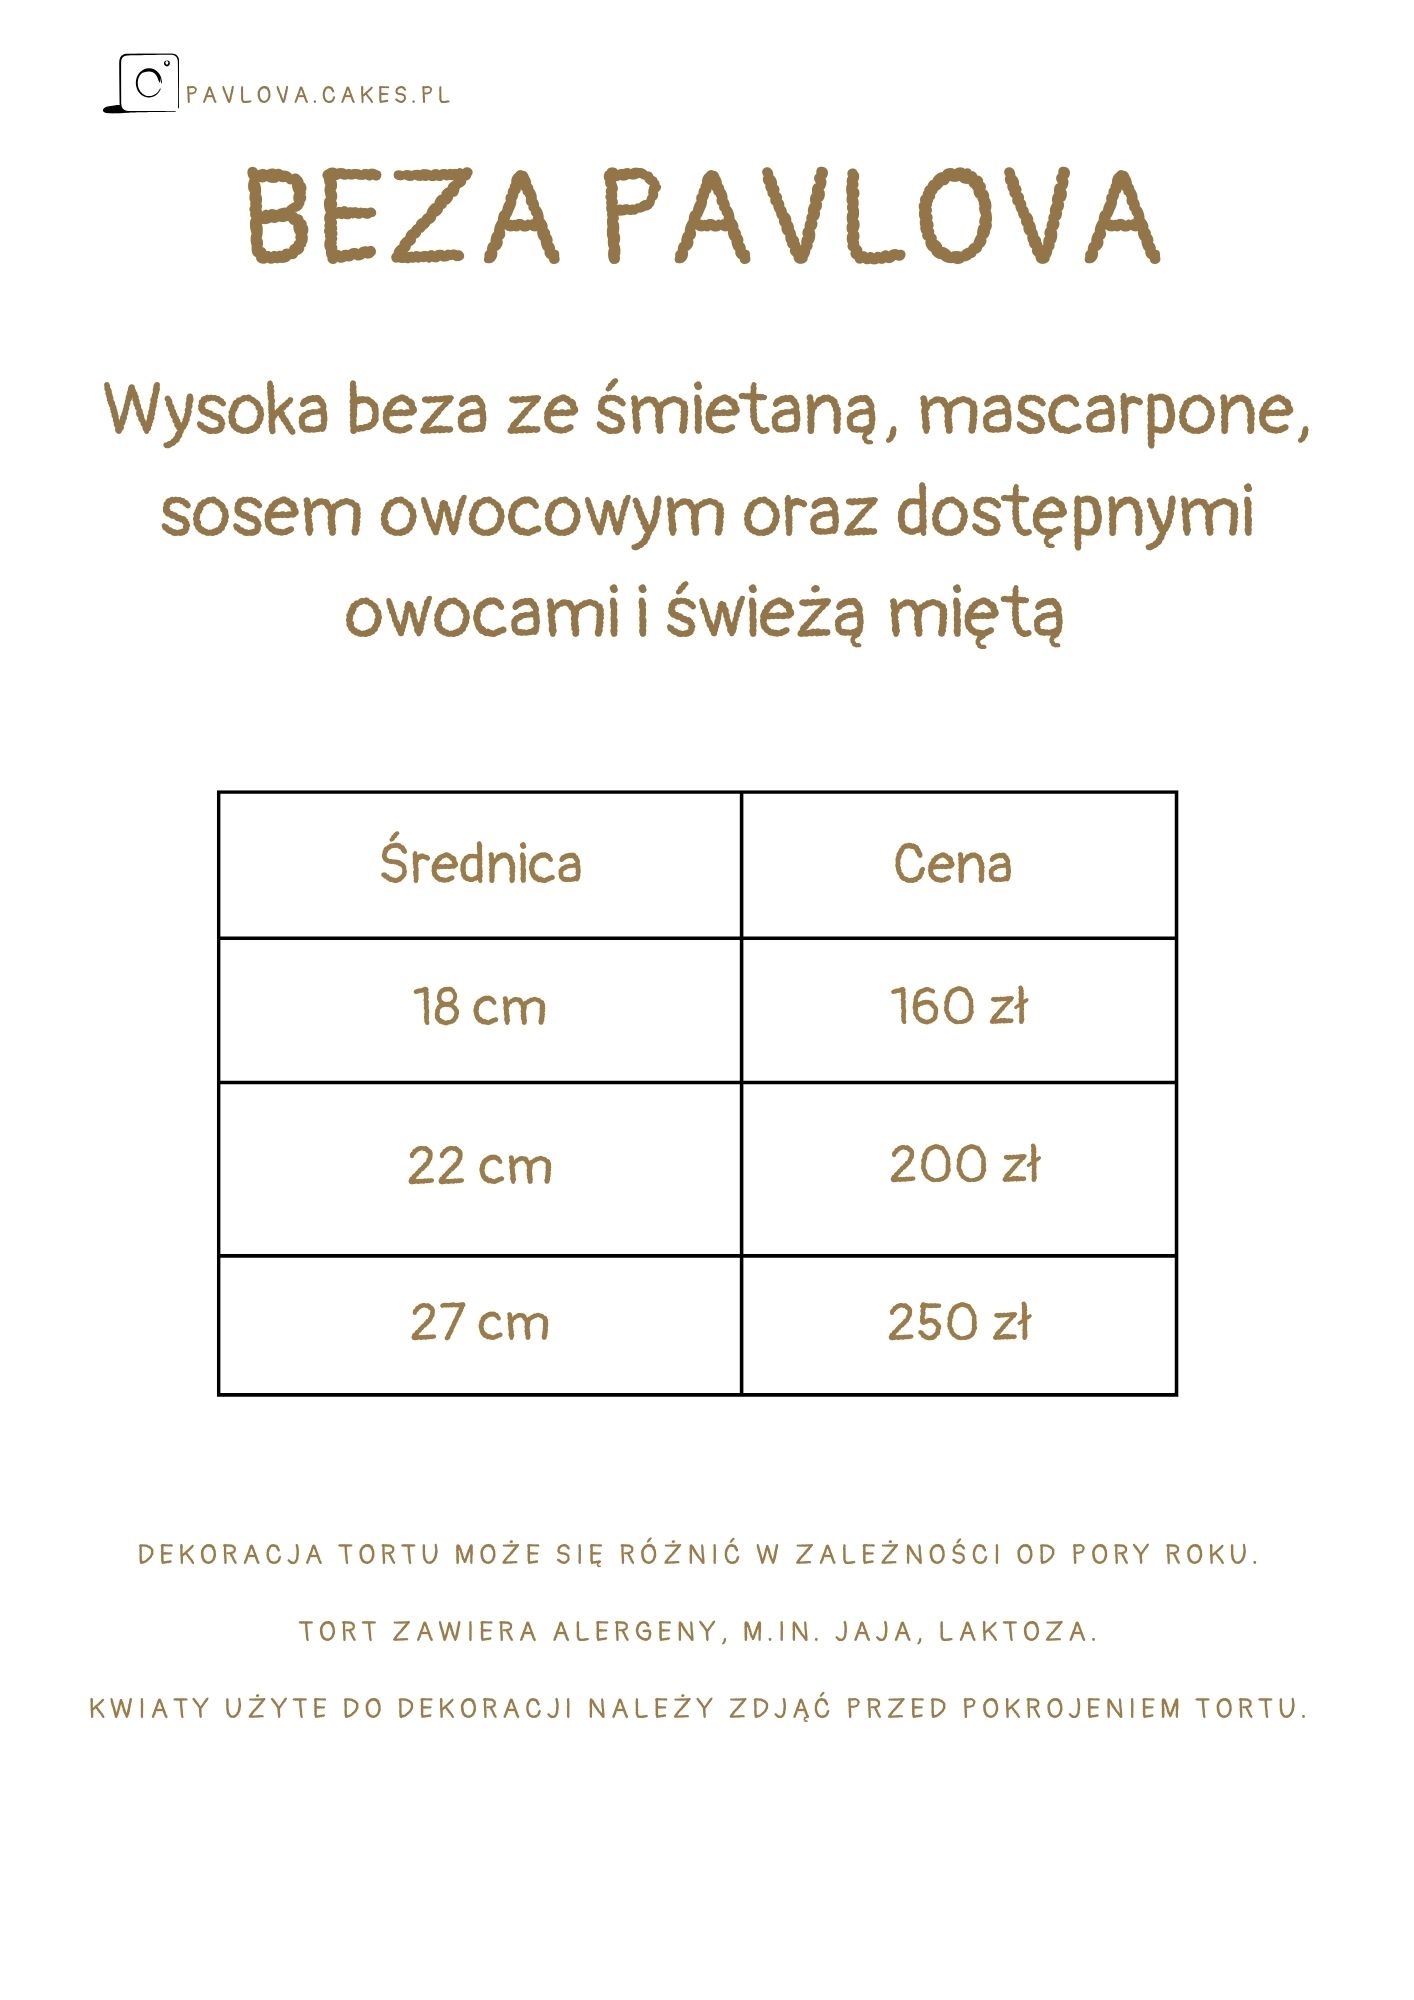 PAVLOVA.CAKES.PL
BEZA PAVLOVA
Wysoka beza ze śmietaną, mascarpone,
sosem owocowym oraz dostępnymi
owocami i świeżą miętą
Średnica Cena
18 cm 160 zł
22 cm 200 zł
27 cm 250 zł
DEKORACJA TORTU MOŻE SIĘ RÓŻNIĆ W ZALEŻNOŚCI OD PORY ROKU.
TORT ZAWIERA ALERGENY, M.IN. JAJA, LAKTOZA.
KWIATY UŻYTE DO DEKORACJI NALEŻY ZDJĄĆ PRZED POKROJENIEM TORTU.